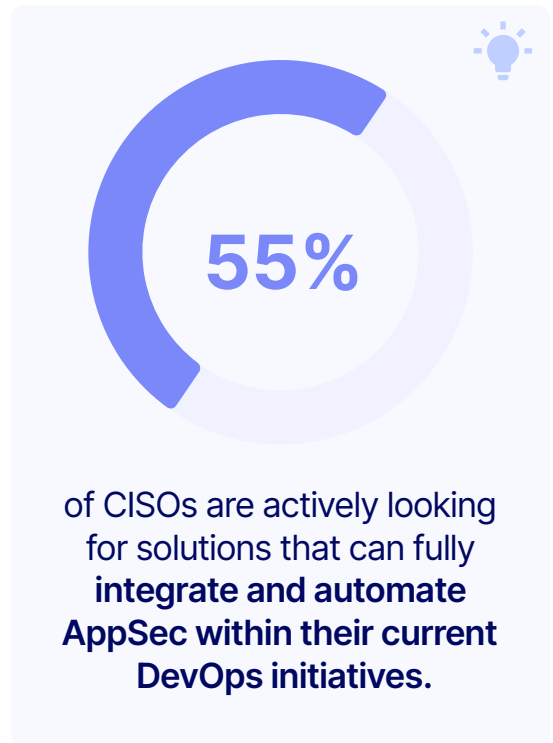 55%
of CISOs are actively looking
for solutions that can fully
integrate and automate
AppSec within their current
DevOps initiatives.